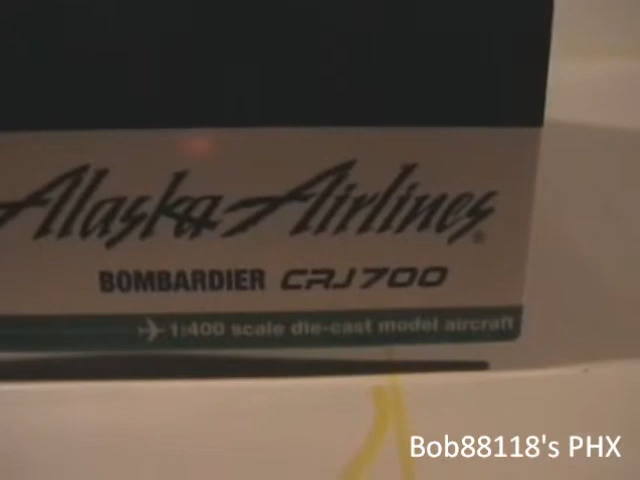 Alaska Airlines®
BOMBARDIER CRJ700
1:400 scale die-cast model aircraft
Bob88118's PHX